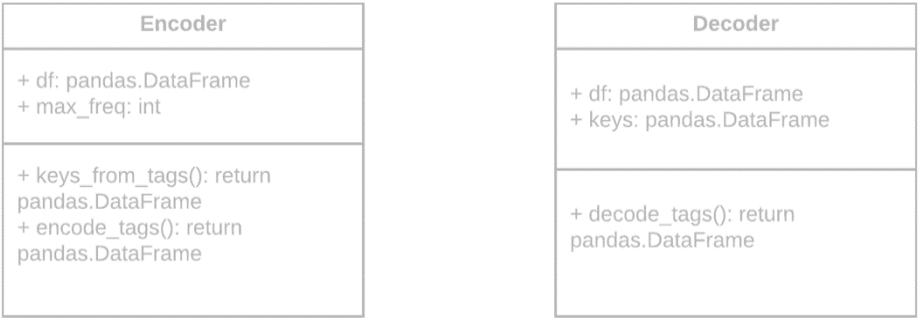 Encoder
+ df: pandas.DataFrame
+ max_freq: int
+ keys_from_tags(): return
pandas.DataFrame
+ encode_tags(): return
pandas.DataFrame
Decoder
+ df: pandas.DataFrame
+ keys: pandas.DataFrame
+ decode_tags(): return
pandas.DataFrame